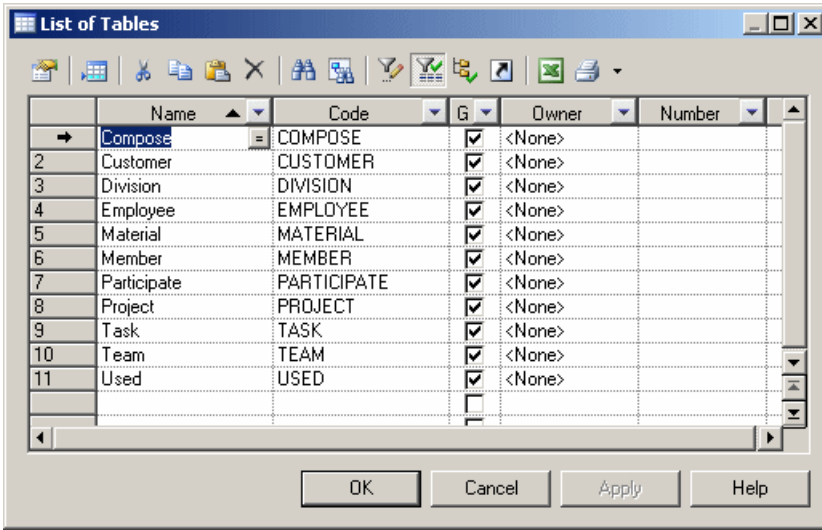 List of Tables
Name Code G Owner Number
Compose = COMPOSE <None>
2 Customer CUSTOMER <None>
3 Division DIVISION <None>
4 Employee EMPLOYEE <None>
5 Material MATERIAL <None>
6 Member MEMBER <None>
7 Participate PARTICIPATE <None>
8 Project PROJECT <None>
9 Task TASK <None>
10 Team TEAM <None>
11 Used USED <None>
OK Cancel Apply Help